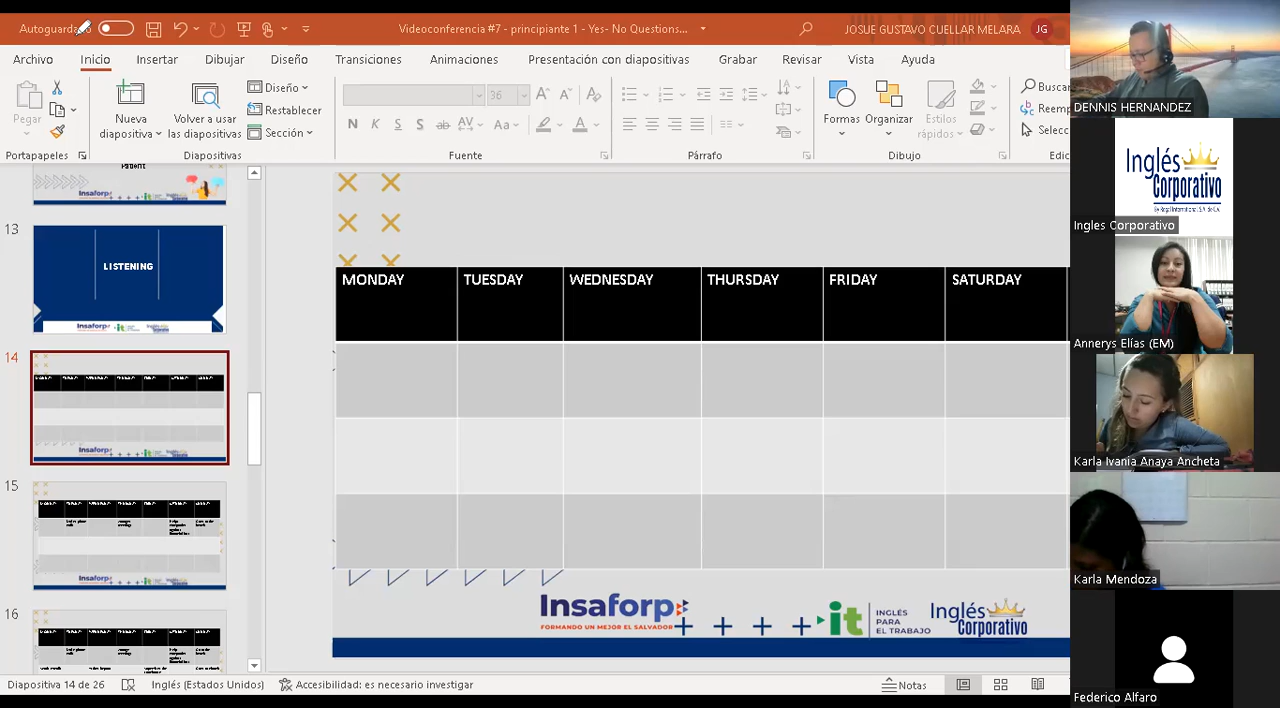 Autoguardado
Videoconferencia #7 - principiante 1 - Yes- No Questions...
JOSUE GUSTAVO CUELLAR MELARA
JG
Archivo
Inicio
Insertar
Dibujar
Diseño
Transiciones
Animaciones
Presentación con diapositivas
Grabar
Revisar
Vista
Ayuda
Pegar
Nueva
diapositiva
Volver a usar
las diapositivas
Diseño
Restablecer
Sección
36
Formas
Organizar
Estilos
rápidos
Buscar
Reemp
Selecc
Portapapeles
Diapositivas
Fuente
Párrafo
Dibujo
Edic
Patient
13
LISTENING
14
15
16
MONDAY
TUESDAY
WEDNESDAY
THURSDAY
FRIDAY
SATURDAY
Insaforp
FORMANDO UN MEJOR EL SALVADOR
it
INGLÉS
PARA
EL TRABAJO
Inglés
Corporativo
Diapositiva 14 de 26
Inglés (Estados Unidos)
Accesibilidad: es necesario investigar
Notas
DENNIS HERNANDEZ
Inglés
Corporativo
Ingles Corporativo
Annerys Elías (EM)
Karla Ivania Anaya Ancheta
Karla Mendoza
Federico Alfaro